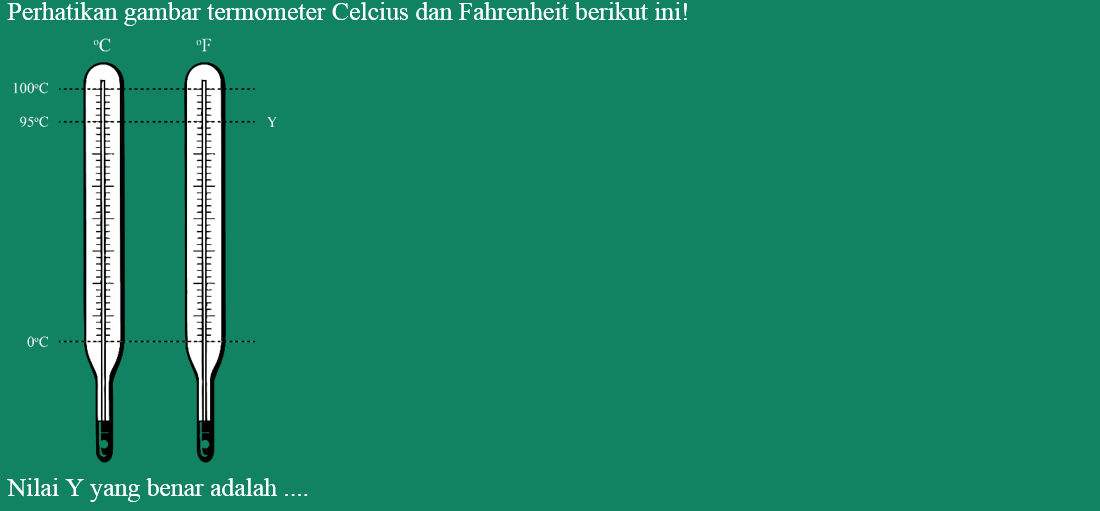 Perhatikan gambar termometer Celcius dan Fahrenheit berikut ini!
°C °F
100°C
95°C Y
0°C
Nilai Y yang benar adalah ....